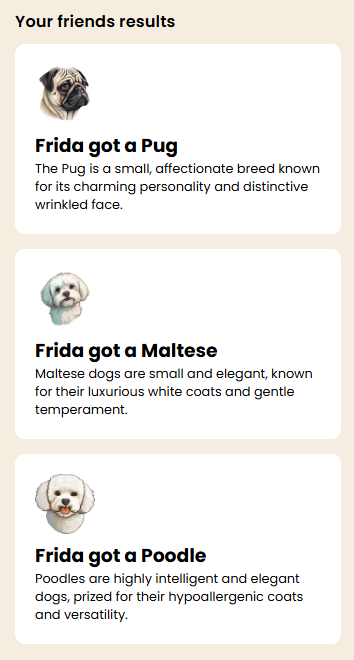 Your friends results
Frida got a Pug
The Pug is a small, affectionate breed known
for its charming personality and distinctive
wrinkled face.
Frida got a Maltese
Maltese dogs are small and elegant, known
for their luxurious white coats and gentle
temperament.
Frida got a Poodle
Poodles are highly intelligent and elegant
dogs, prized for their hypoallergenic coats
and versatility.